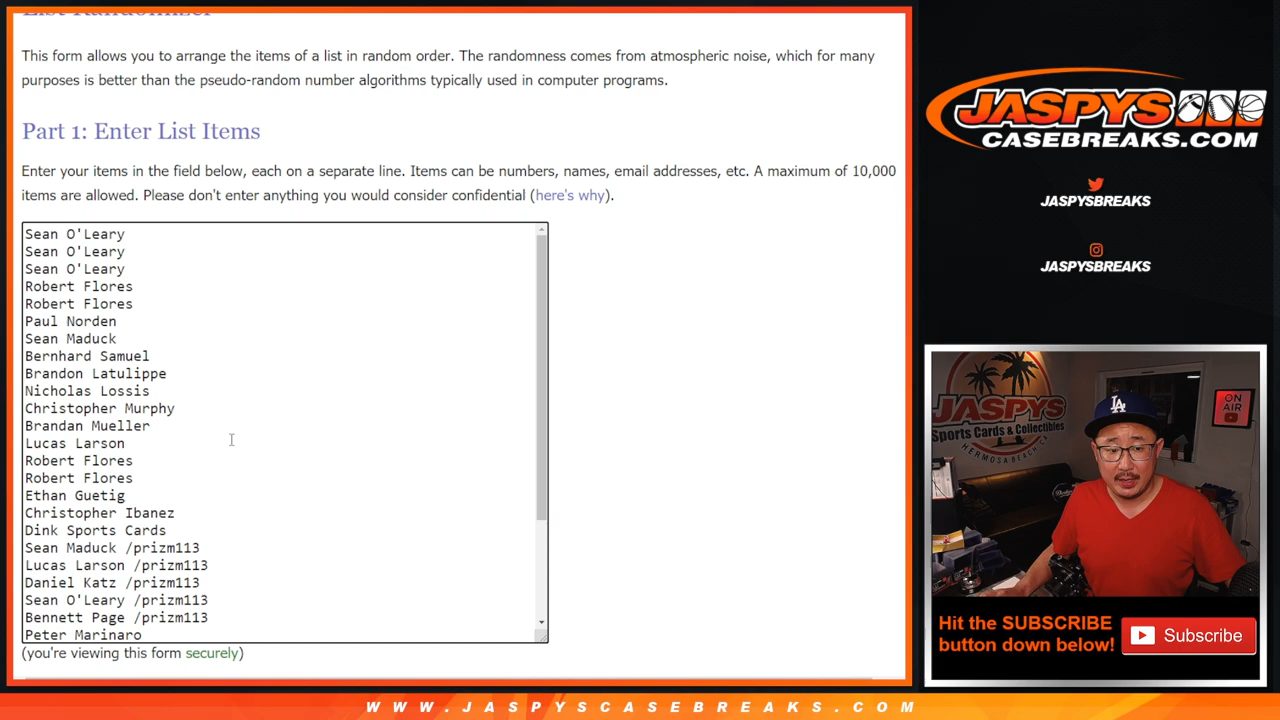 List Randomizer
This form allows you to arrange the items of a list in random order. The randomness comes from atmospheric noise, which for many
purposes is better than the pseudo-random number algorithms typically used in computer programs.
Part 1: Enter List Items
Enter your items in the field below, each on a separate line. Items can be numbers, names, email addresses, etc. A maximum of 10,000
items are allowed. Please don't enter anything you would consider confidential (here's why).
Sean O'Leary
Sean O'Leary
Sean O'Leary
Robert Flores
Robert Flores
Paul Norden
Sean Maduck
Bernhard Samuel
Brandon Latulippe
Nicholas Lossis
Christopher Murphy
Brandan Mueller
Lucas Larson
Robert Flores
Robert Flores
Ethan Guetig
Christopher Ibanez
Dink Sports Cards
Sean Maduck /prizm113
Lucas Larson /prizm113
Daniel Katz /prizm113
Sean O'Leary /prizm113
Bennett Page /prizm113
Peter Marinaro
(you're viewing this form securely)
JASPYS
CASEBREAKS.COM
JASPYSBREAKS
JASPYSBREAKS
JASPYS
Sports Cards & Collectibles
HERMOSA BEACH, CA
ON
AIR
LA
Hit the SUBSCRIBE
button down below!
Subscribe
WWW.JASPYSCASEBREAKS.COM